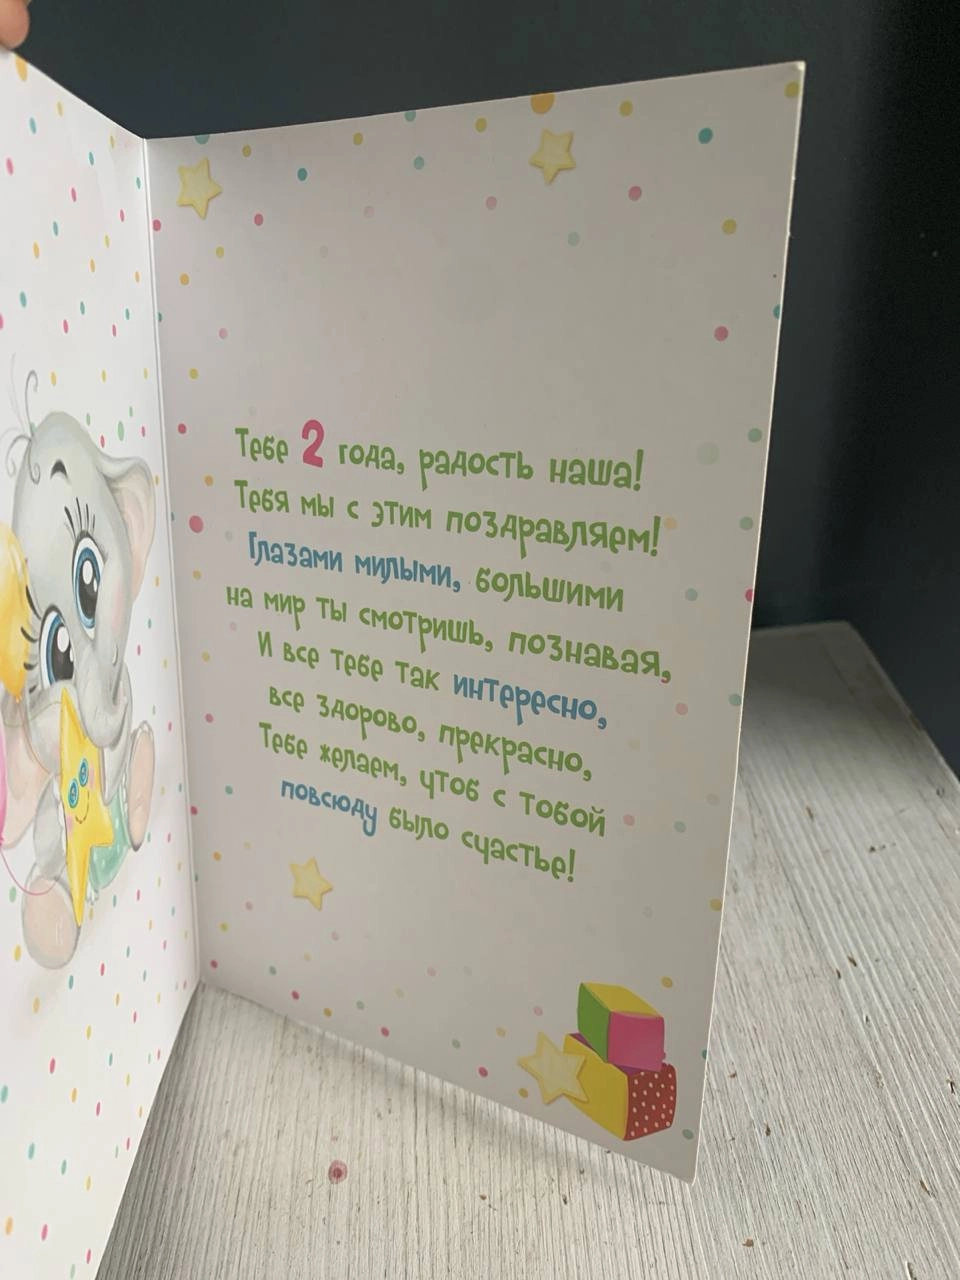 Тебе 2 года, радость наша!
Тебя мы с этим поздравляем!
Глазами милыми, большими
на мир ты смотришь, познавая,
И все тебе так интересно,
все здорово, прекрасно,
Тебе желаем, чтоб с тобой
повсюду было счастье!